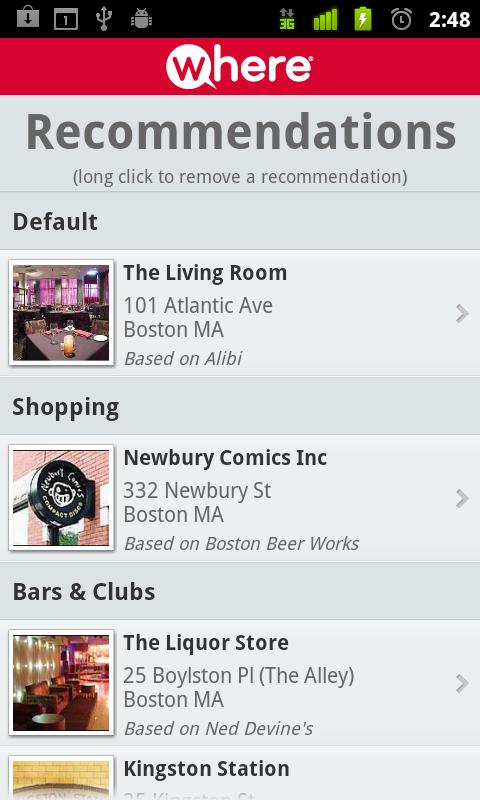 1
3G
2:48
where
Recommendations
(long click to remove a recommendation)
Default
The Living Room
101 Atlantic Ave
Boston MA
Based on Alibi
Shopping
Newbury Comics
COMPACT DISCS
Newbury Comics Inc
332 Newbury St
Boston MA
Based on Boston Beer Works
Bars & Clubs
The Liquor Store
25 Boylston Pl (The Alley)
Boston MA
Based on Ned Devine's
Kingston Station
25 Kingston St